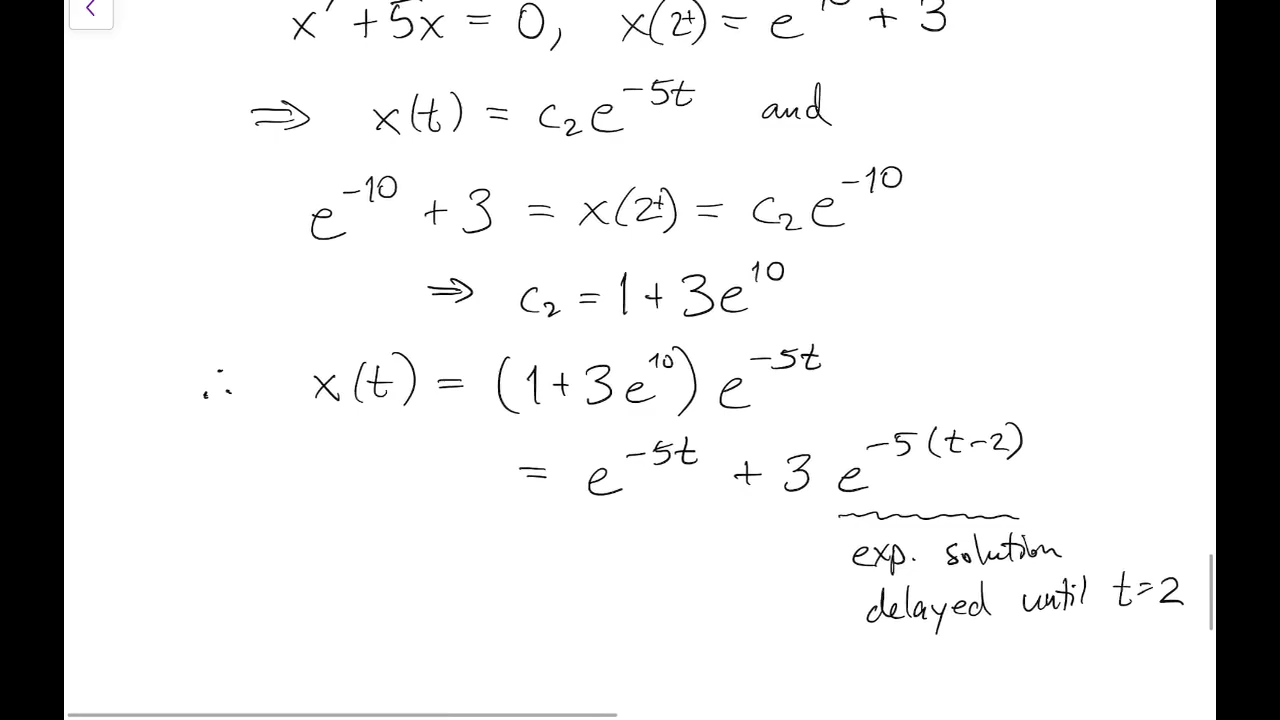 x' + 5x = 0, x(2⁺) = e¹⁰ + 3
⇒ x(t) = c₂e^{-5t} and
e^{-10} + 3 = x(2⁺) = c₂e^{-10}
⇒ c₂ = 1 + 3e^{10}
∴ x(t) = (1 + 3e^{10}) e^{-5t}
= e^{-5t} + 3 e^{-5(t-2)}
exp. solution
delayed until t=2